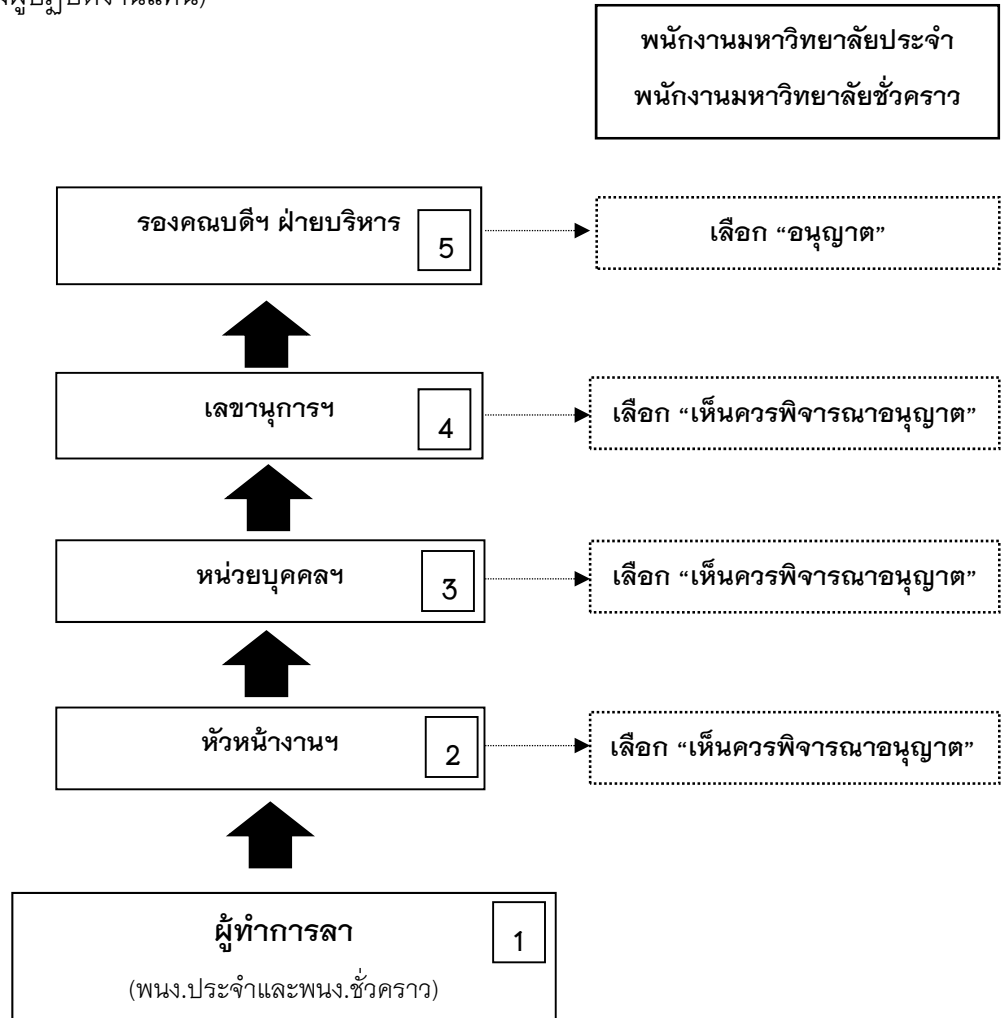 พนักงานมหาวิทยาลัยประจำ
พนักงานมหาวิทยาลัยชั่วคราว
รองคณบดีฯ ฝ่ายบริหาร
5
เลือก “อนุญาต”
เลขานุการฯ
4
เลือก “เห็นควรพิจารณาอนุญาต”
หน่วยบุคคลฯ
3
เลือก “เห็นควรพิจารณาอนุญาต”
หัวหน้างานฯ
2
เลือก “เห็นควรพิจารณาอนุญาต”
ผู้ทำการลา
1
(พนง.ประจำและพนง.ชั่วคราว)